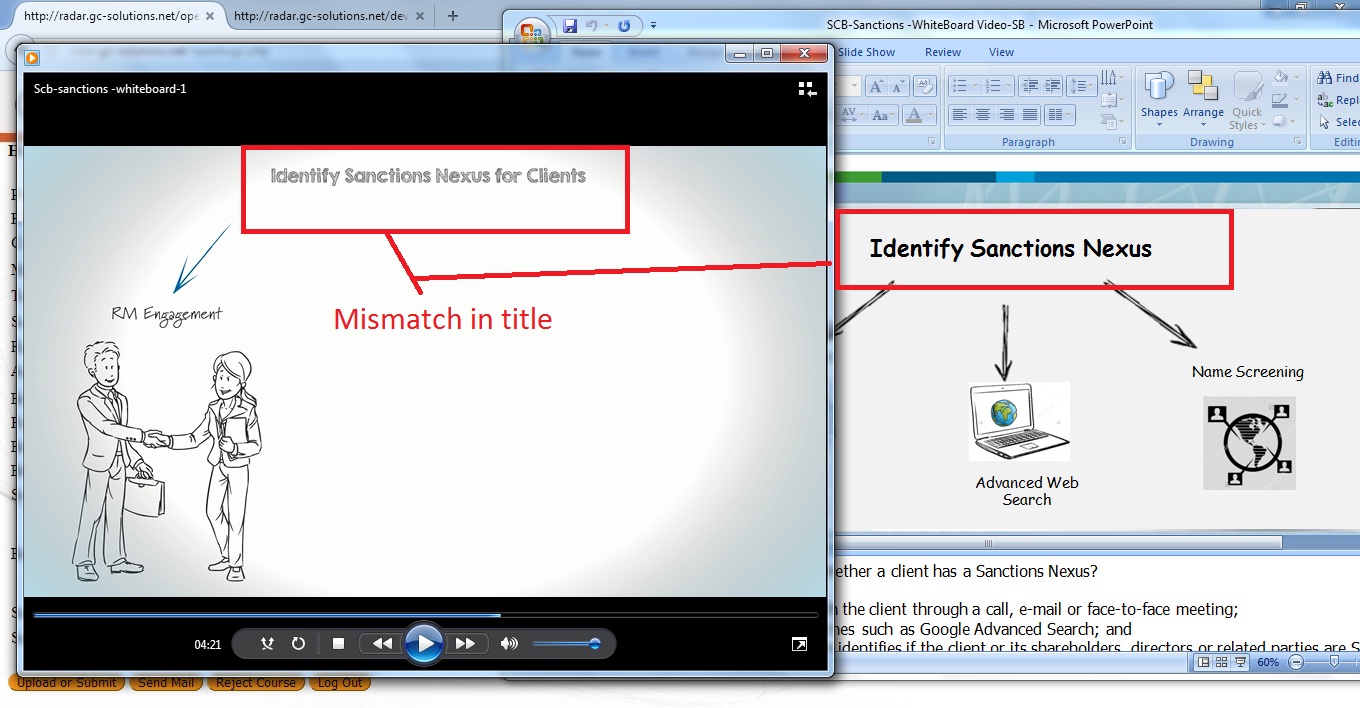 http://radar.gc-solutions.net/ope
http://radar.gc-solutions.net/dev
SCB-Sanctions -WhiteBoard Video-SB - Microsoft PowerPoint
Slide Show
Review
View
Find
Shapes
Arrange
Quick
Styles
Paragraph
Drawing
Scb-sanctions -whiteboard-1
Identify Sanctions Nexus for Clients
RM Engagement
Mismatch in title
04:21
Identify Sanctions Nexus
Name Screening
Advanced Web
Search
ether a client has a Sanctions Nexus?
the client through a call, e-mail or face-to-face meeting;
nes such as Google Advanced Search; and
identifies if the client or its shareholders, directors or related parties are S
60%
Upload or Submit
Send Mail
Reject Course
Log Out